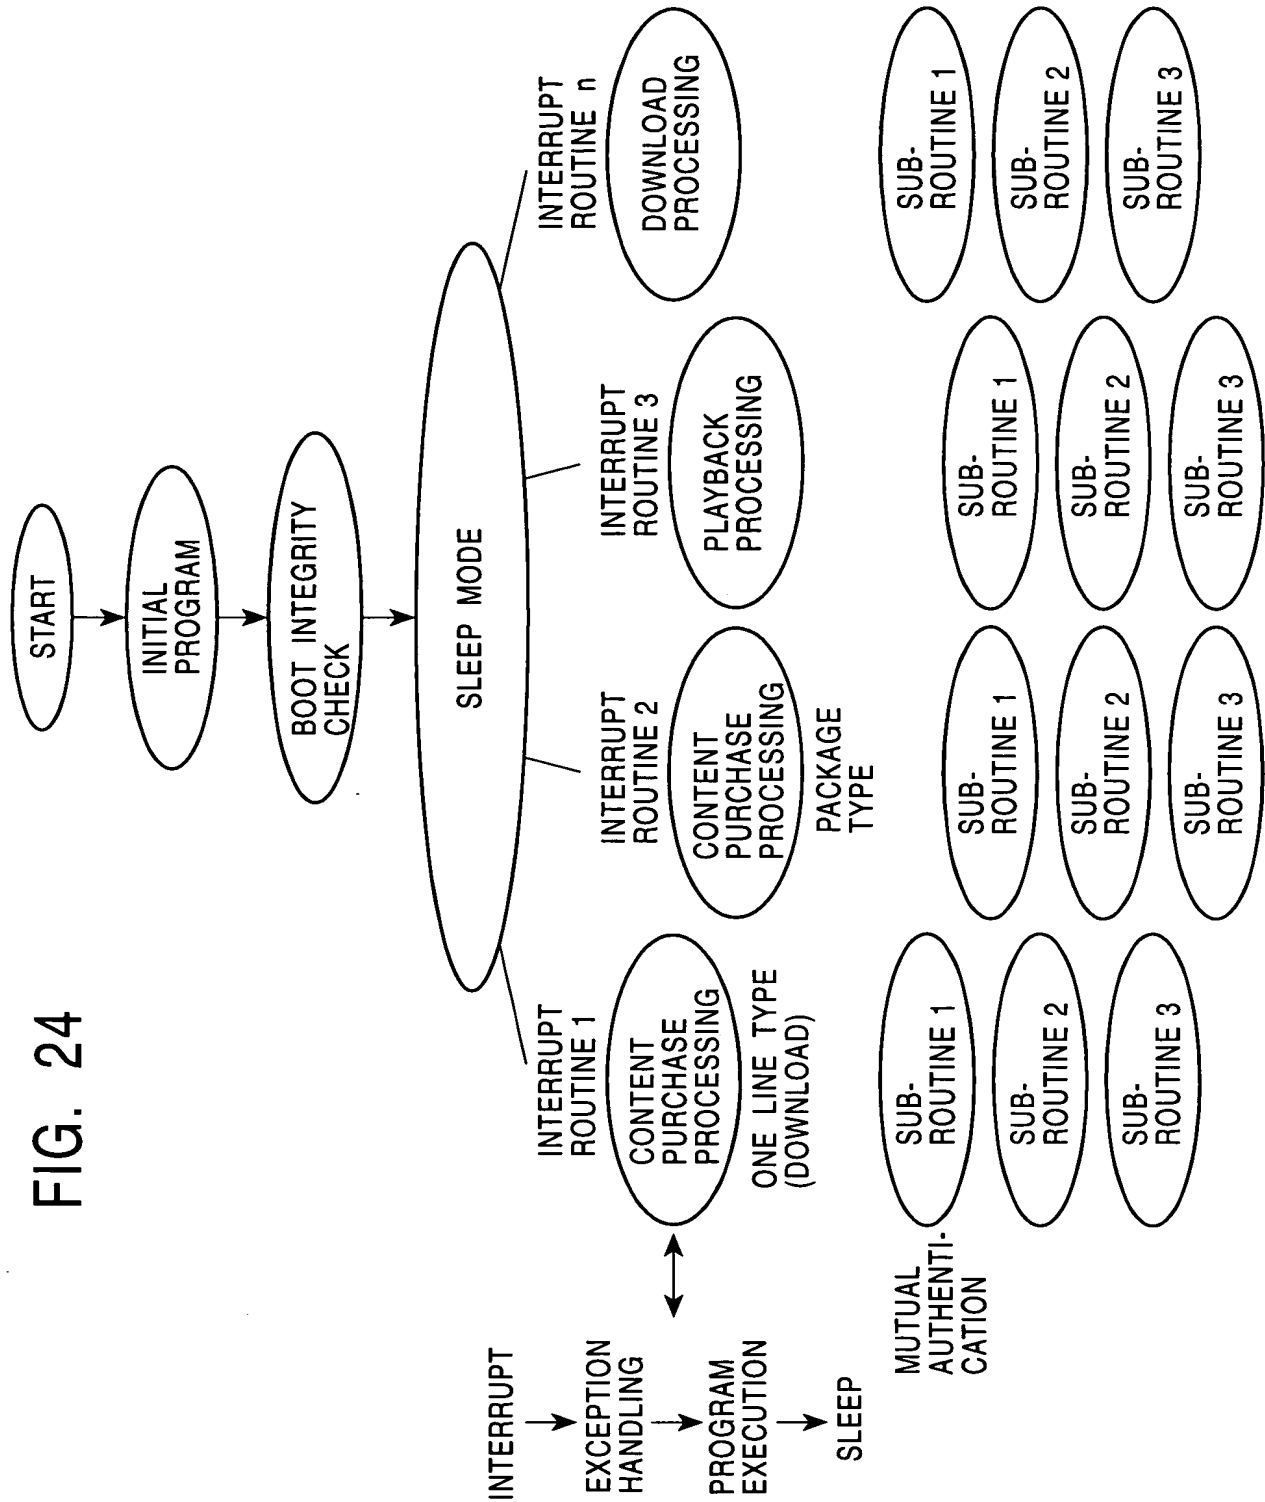 FIG. 24
START
INITIAL
PROGRAM
BOOT INTEGRITY
CHECK
SLEEP MODE
INTERRUPT
EXCEPTION
HANDLING
PROGRAM
EXECUTION
SLEEP
INTERRUPT
ROUTINE 1
CONTENT
PURCHASE
PROCESSING
ONE LINE TYPE
(DOWNLOAD)
INTERRUPT
ROUTINE 2
CONTENT
PURCHASE
PROCESSING
PACKAGE
TYPE
INTERRUPT
ROUTINE 3
PLAYBACK
PROCESSING
INTERRUPT
ROUTINE n
DOWNLOAD
PROCESSING
MUTUAL
AUTHENTI-
CATION
SUB-
ROUTINE 1
SUB-
ROUTINE 2
SUB-
ROUTINE 3
SUB-
ROUTINE 1
SUB-
ROUTINE 2
SUB-
ROUTINE 3
SUB-
ROUTINE 1
SUB-
ROUTINE 2
SUB-
ROUTINE 3
SUB-
ROUTINE 1
SUB-
ROUTINE 2
SUB-
ROUTINE 3